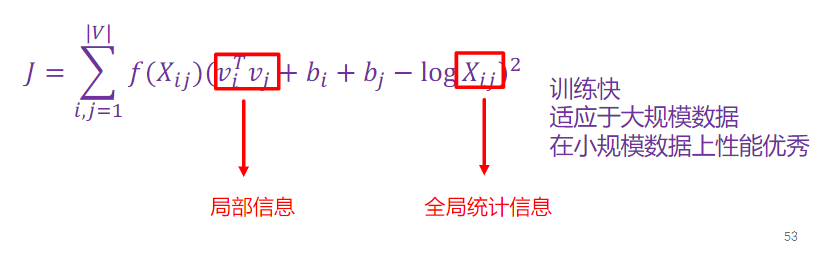 J = \sum_{i,j=1}^{|V|} f(X_{ij})(v_i^T v_j + b_i + b_j - \log X_{ij})^2
训练快
适应于大规模数据
在小规模数据上性能优秀
局部信息
全局统计信息
53